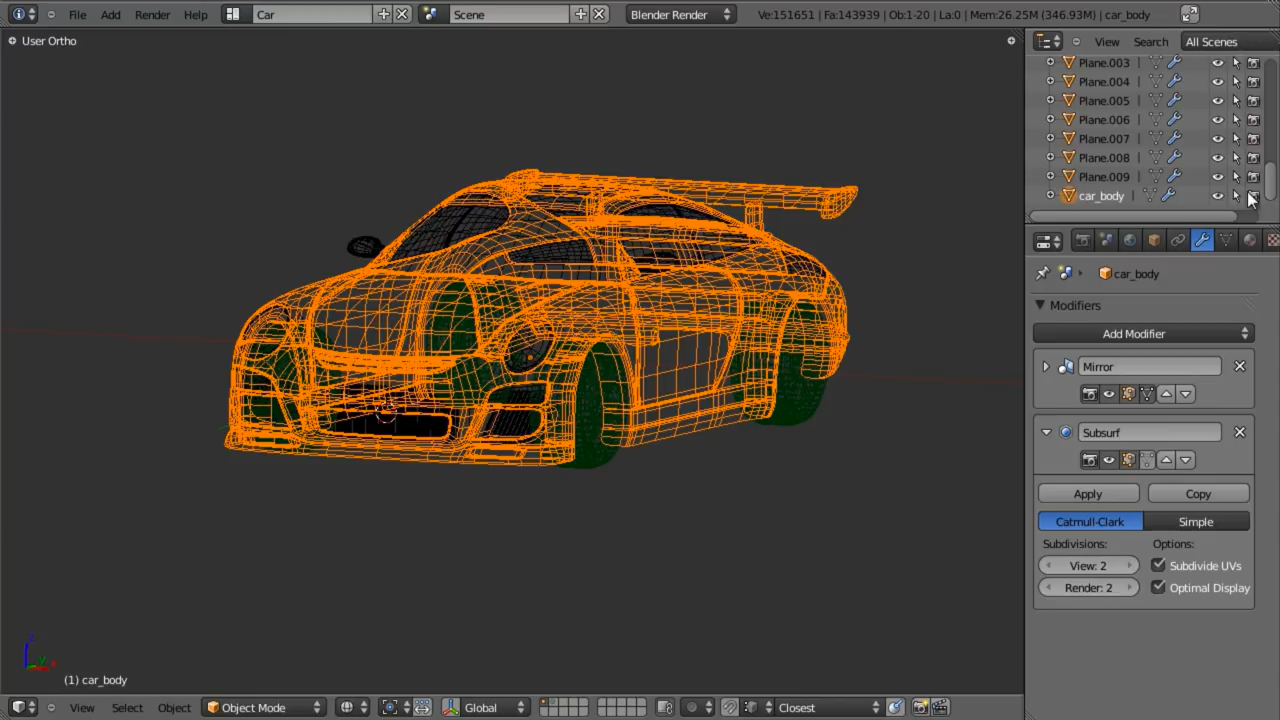 File Add Render Help Car Scene Blender Render Ve:151651 | Fa:143939 | Ob:1-20 | La:0 | Mem:26.25M (346.93M) | car_body
User Ortho
View Search All Scenes
Plane.003
Plane.004
Plane.005
Plane.006
Plane.007
Plane.008
Plane.009
car_body
car_body
Modifiers
Add Modifier
Mirror
Subsurf
Apply Copy
Catmull-Clark Simple
Subdivisions: Options:
View: 2 Subdivide UVs
Render: 2 Optimal Display
(1) car_body
View Select Object Object Mode Global Closest